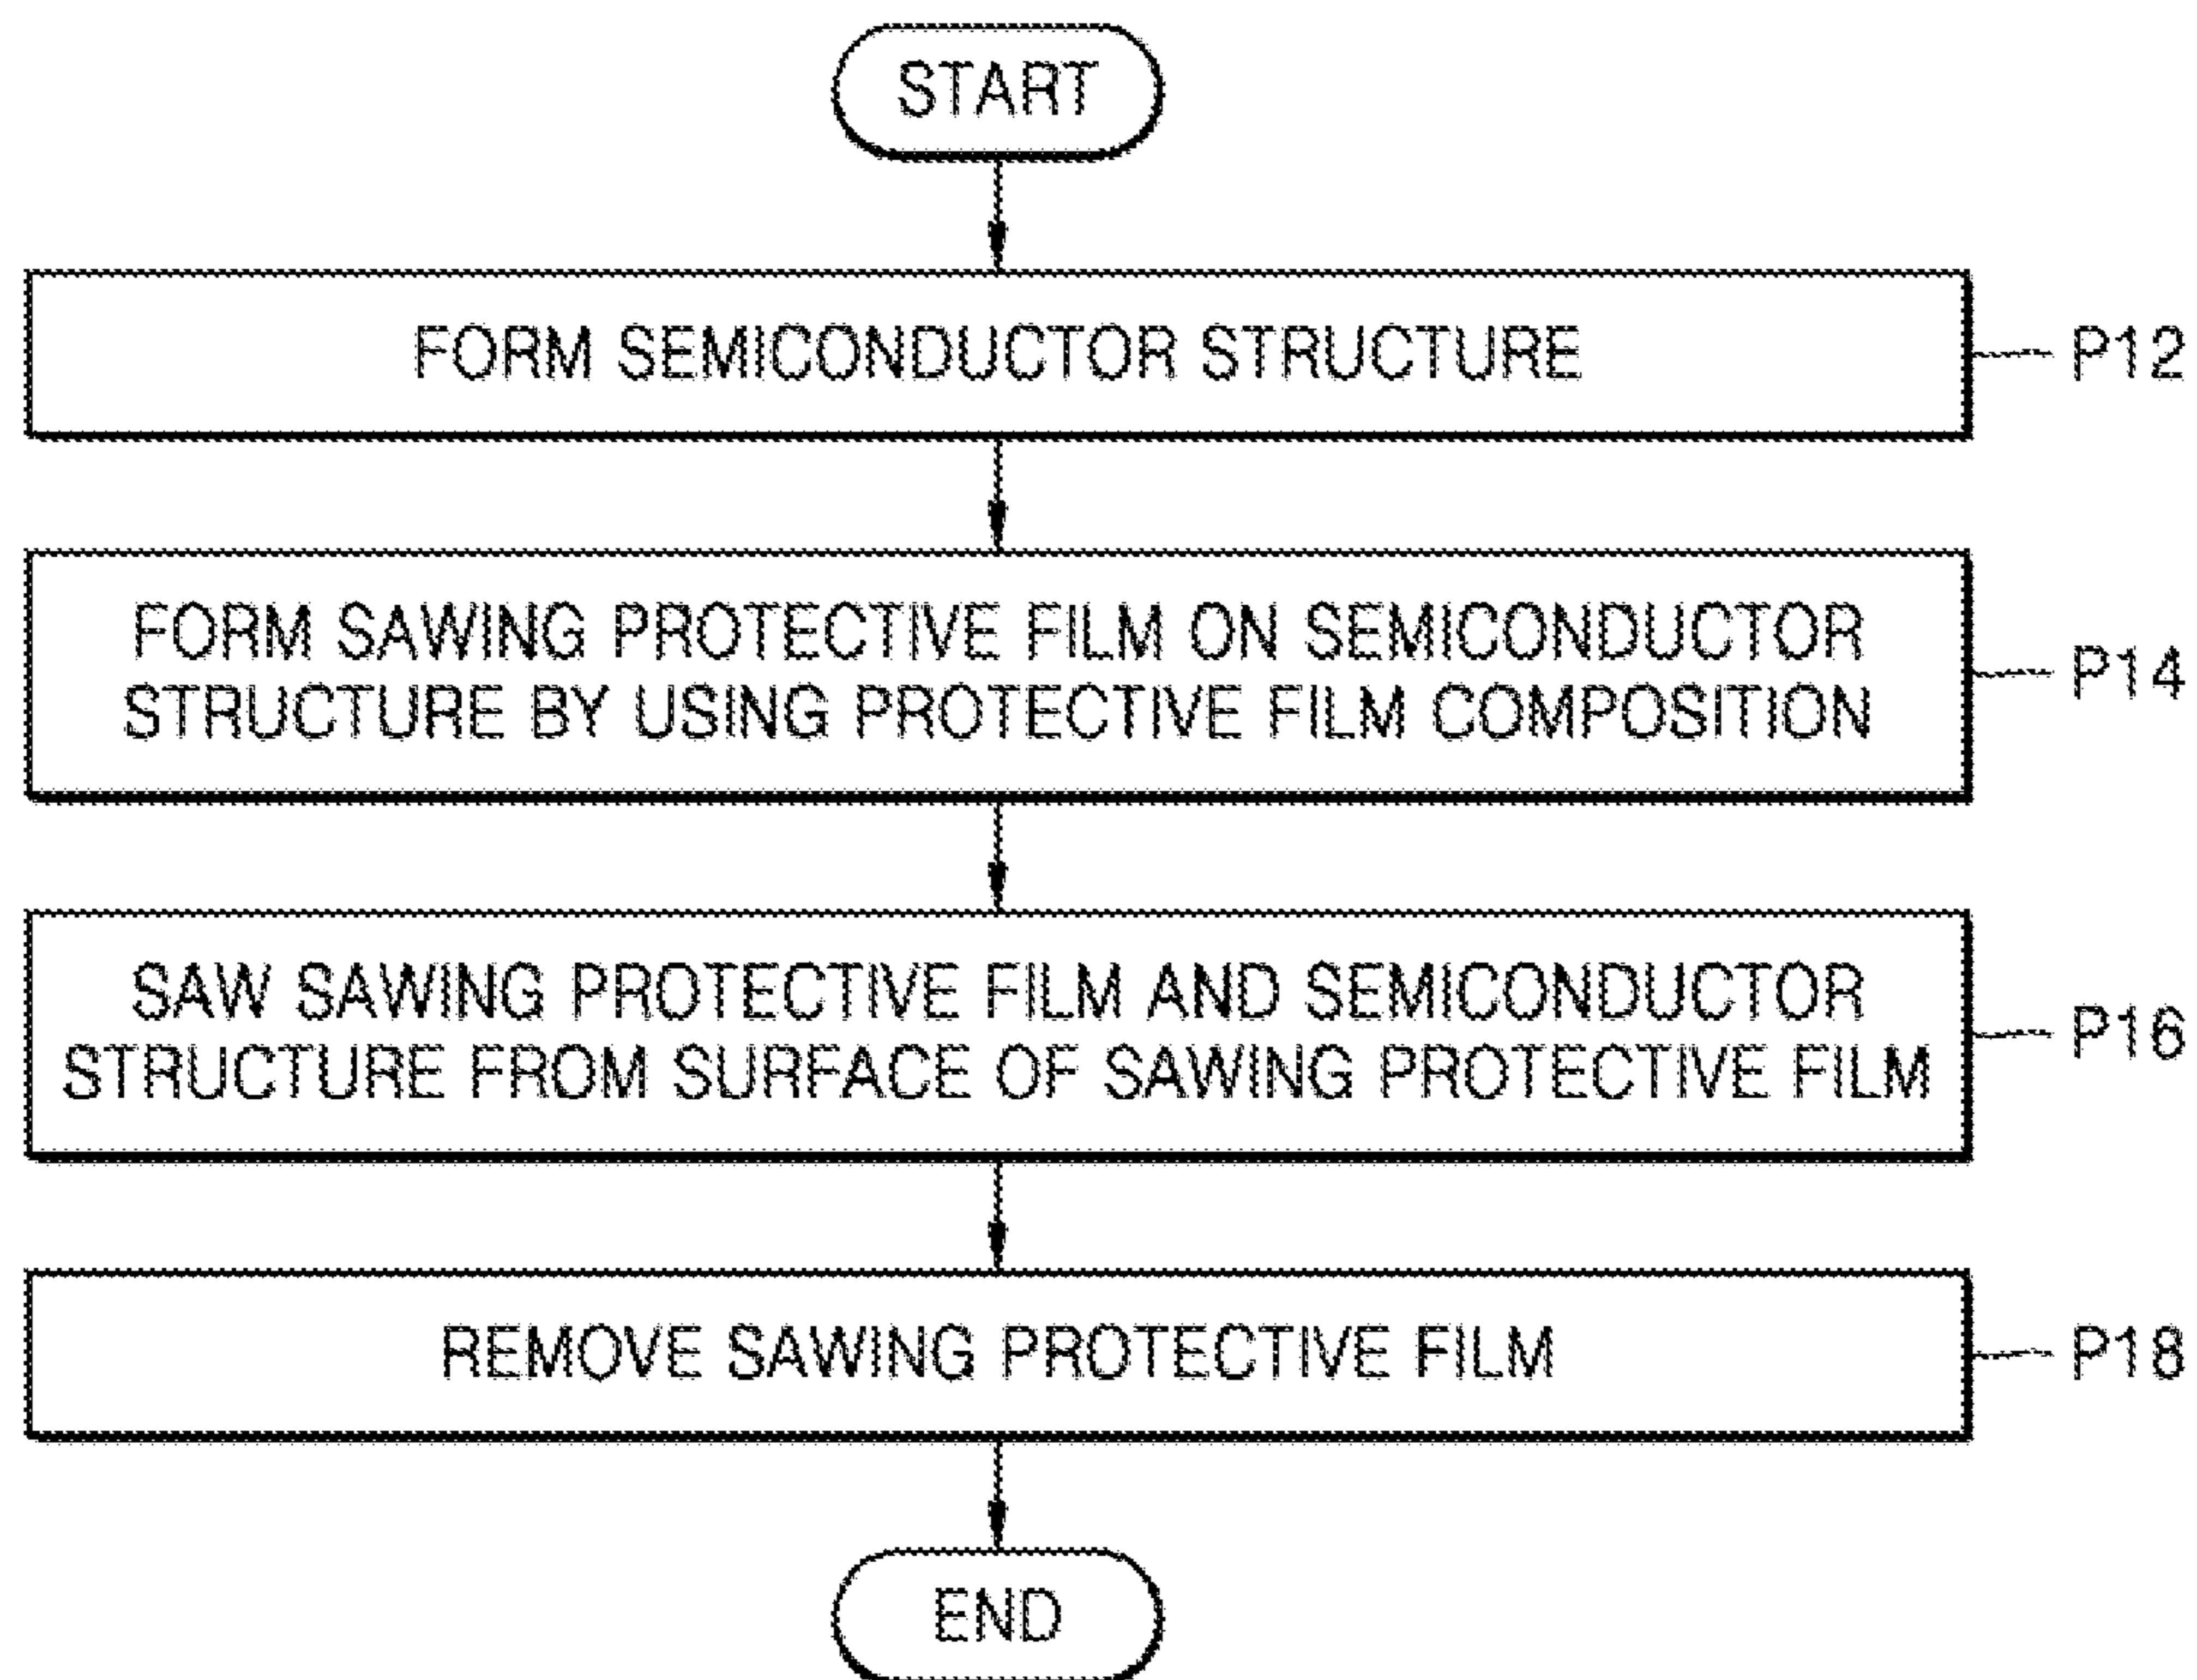 START
FORM SEMICONDUCTOR STRUCTURE
P12
FORM SAWING PROTECTIVE FILM ON SEMICONDUCTOR
STRUCTURE BY USING PROTECTIVE FILM COMPOSITION
P14
SAW SAWING PROTECTIVE FILM AND SEMICONDUCTOR
STRUCTURE FROM SURFACE OF SAWING PROTECTIVE FILM
P16
REMOVE SAWING PROTECTIVE FILM
P18
END